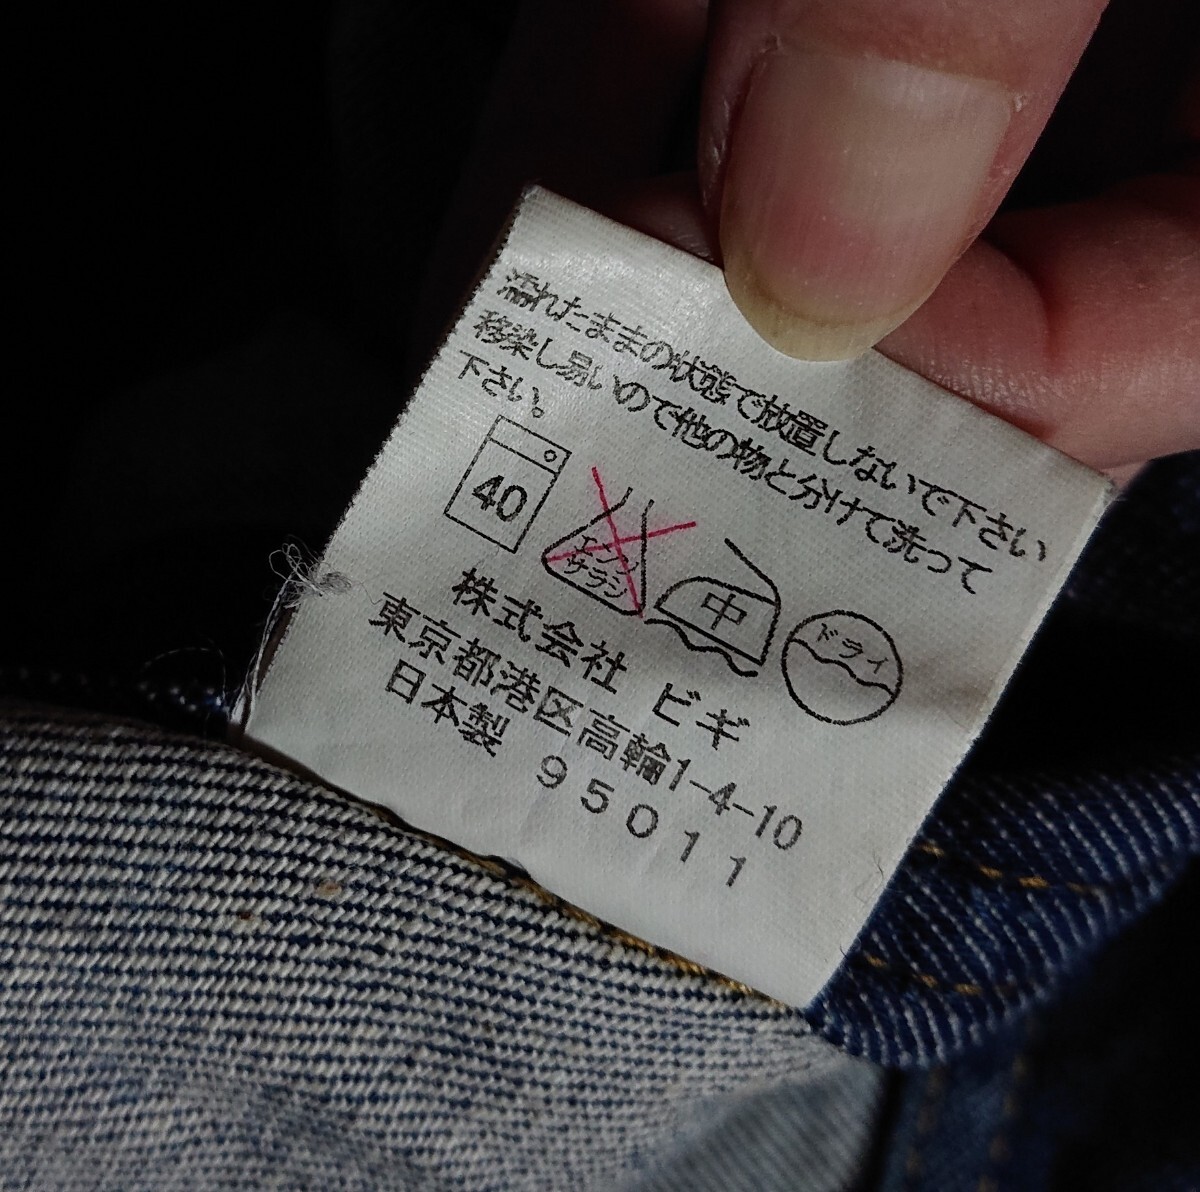 濡れたままの状態で放置しないで下さい
移染し易いので他の物と分けて洗って
下さい。
40
エンソ
サラシ
中
ドライ
株式会社 ビギ
東京都港区高輪1-4-10
日本製 95011